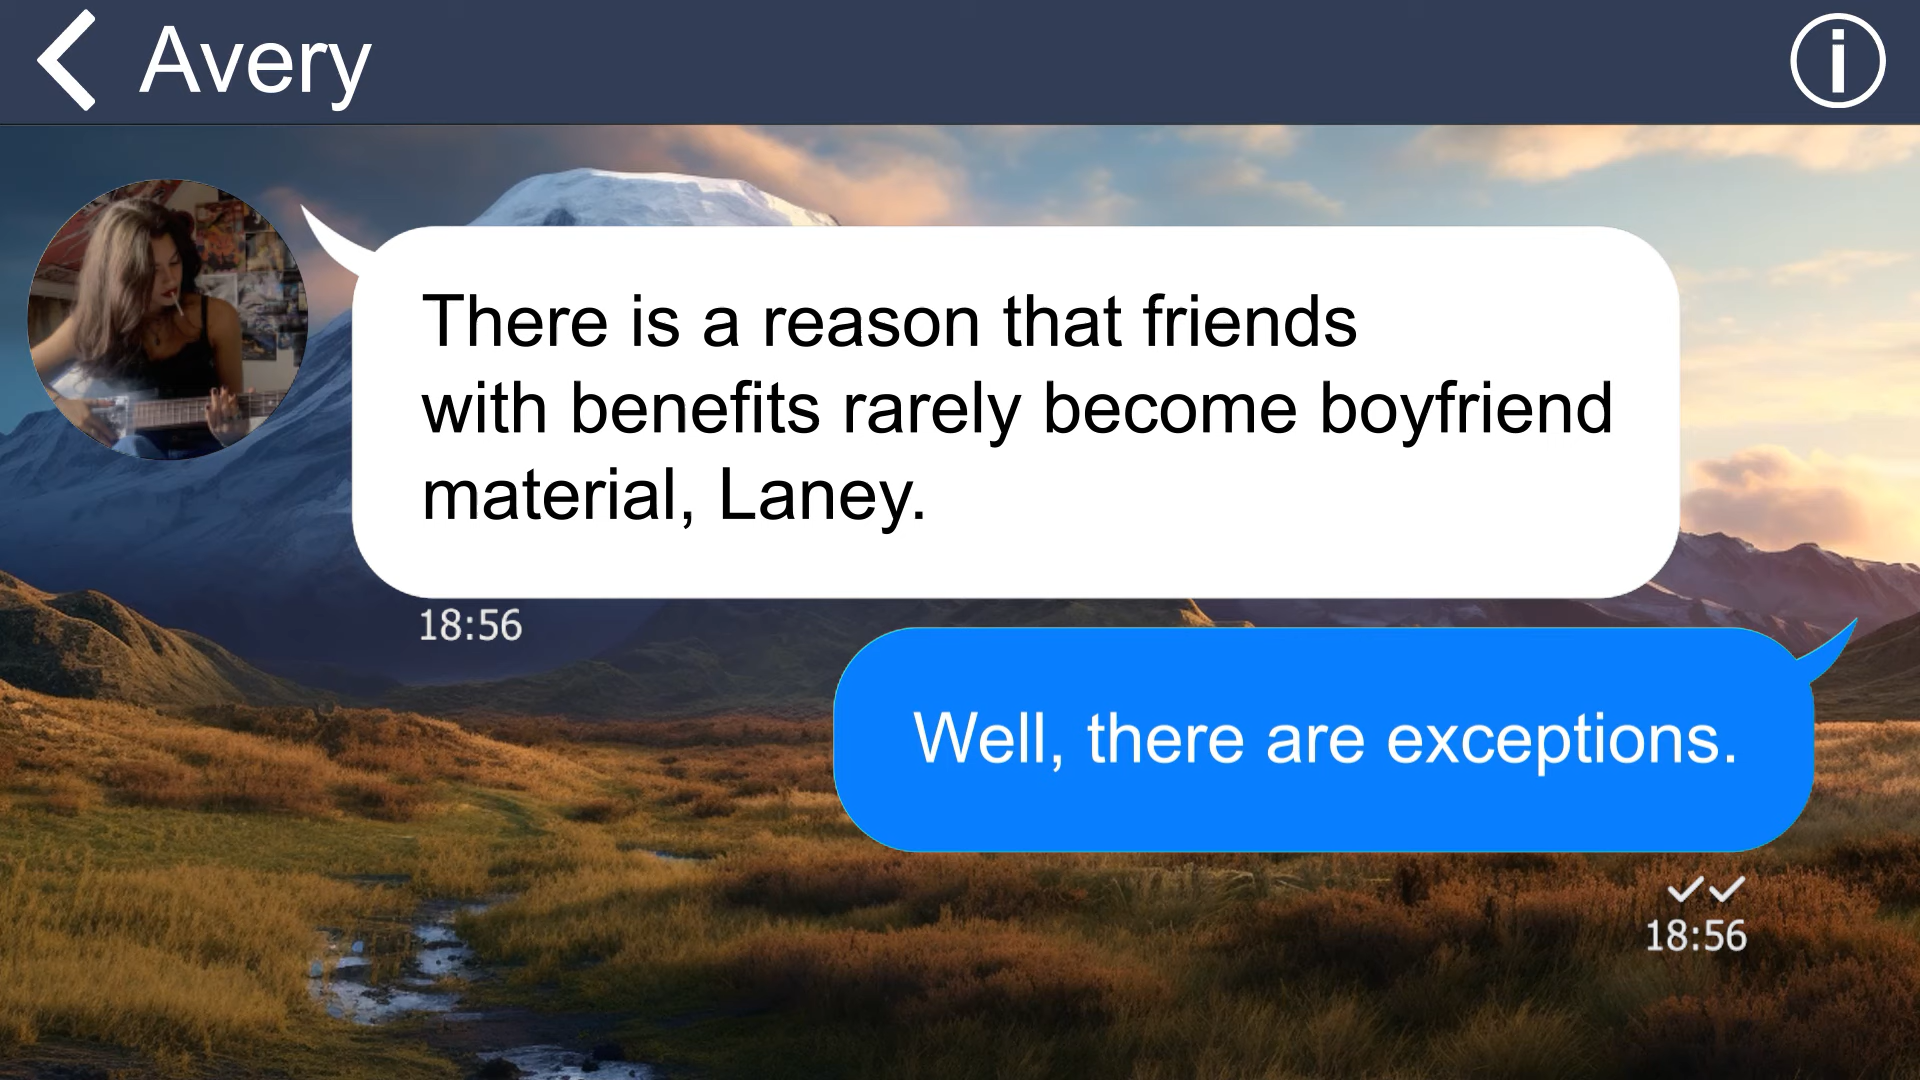 Avery
There is a reason that friends
with benefits rarely become boyfriend
material, Laney.
18:56
Well, there are exceptions.
18:56